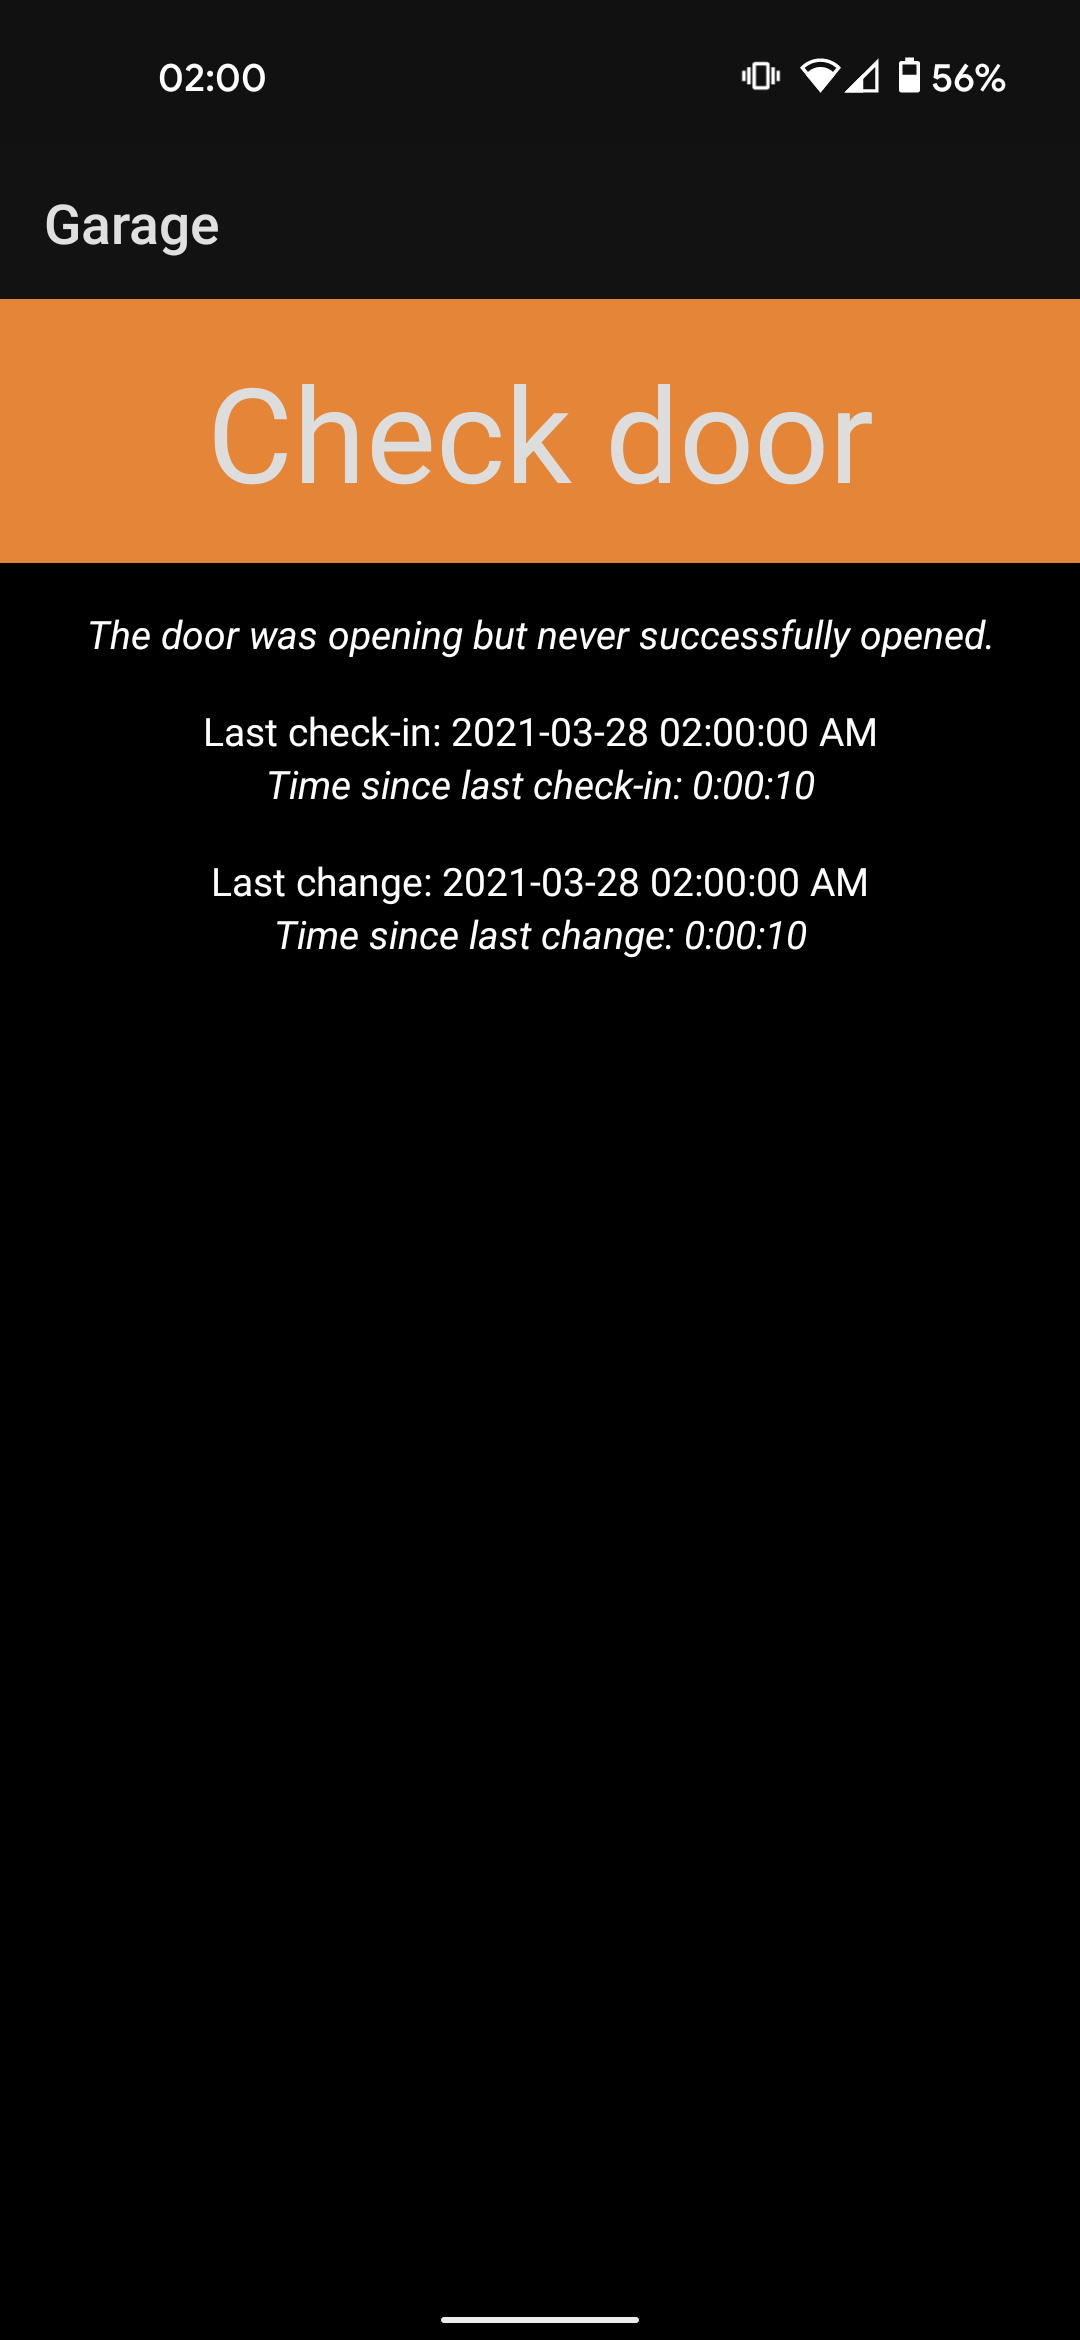 02:00
56%
Garage
Check door
The door was opening but never successfully opened.
Last check-in: 2021-03-28 02:00:00 AM
Time since last check-in: 0:00:10
Last change: 2021-03-28 02:00:00 AM
Time since last change: 0:00:10